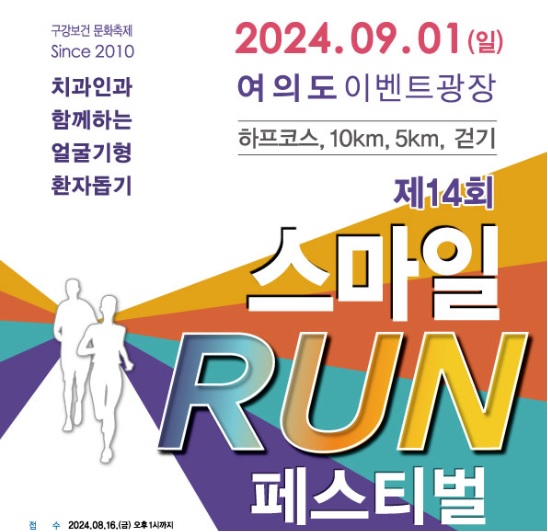 구강보건 문화축제
Since 2010
치과인과
함께하는
얼굴기형
환자돕기
2024.09.01(일)
여의도이벤트광장
하프코스, 10km, 5km, 걷기
제14회
스마일
RUN
페스티벌
접 수 2024,08,16,(금) 오후 1시까지